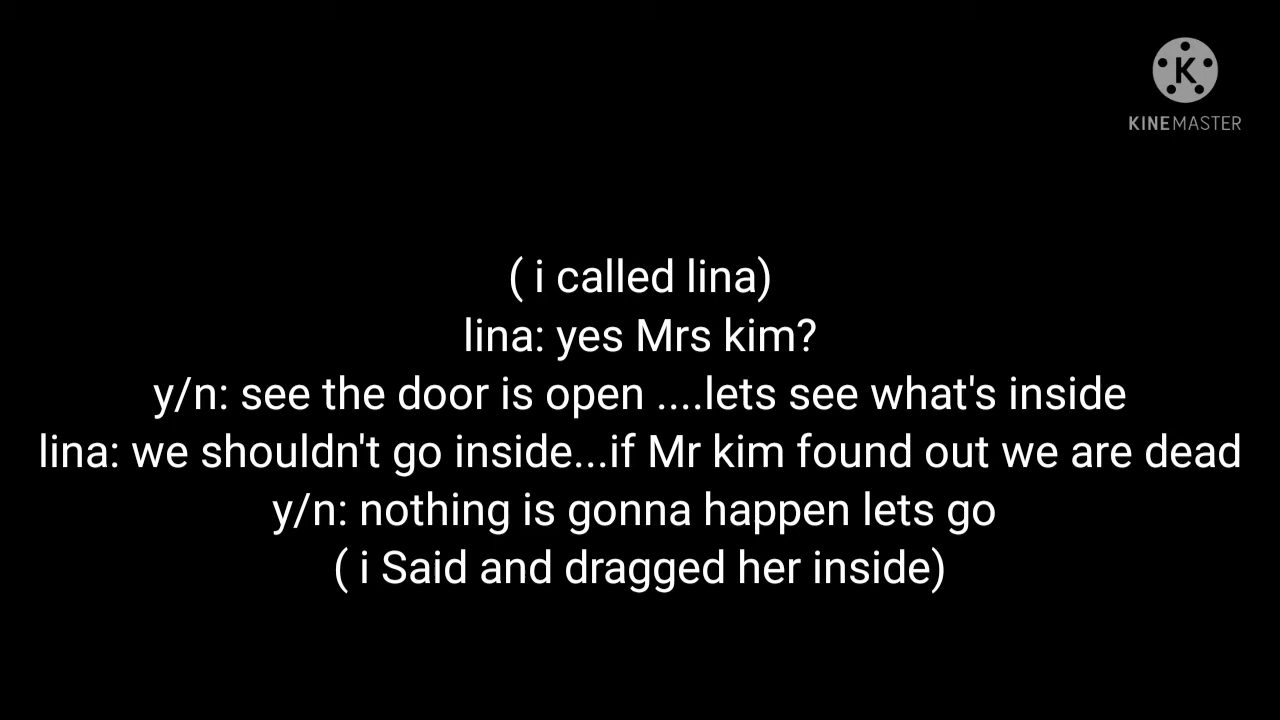 K
KINEMASTER
( i called lina)
lina: yes Mrs kim?
y/n: see the door is open ....lets see what's inside
lina: we shouldn't go inside...if Mr kim found out we are dead
y/n: nothing is gonna happen lets go
( i Said and dragged her inside)